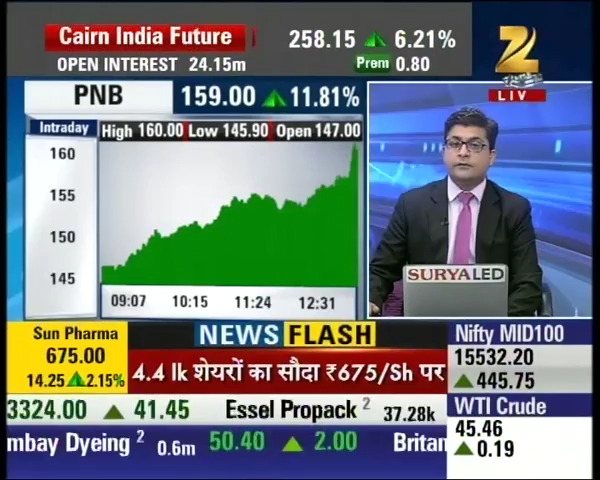 Cairn India Future
258.15 6.21%
OPEN INTEREST 24.15m
Prem 0.80
LIV
PNB 159.00 11.81%
Intraday High 160.00 Low 145.90 Open 147.00
160
155
150
145
09:07 10:15 11:24 12:31
SURYA LED
Sun Pharma
675.00
14.25 2.15%
NEWS FLASH
4.4 lk शेयरों का सौदा ₹675/Sh पर
Nifty MID100
15532.20
445.75
3324.00 41.45 Essel Propack 2 37.28k
WTI Crude
45.46
0.19
mbay Dyeing 2 0.6m 50.40 2.00 Britan